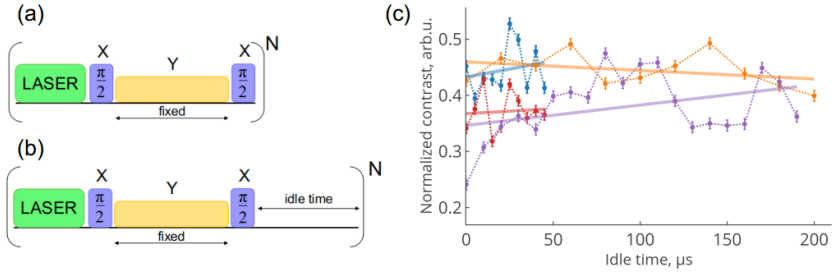 (a)
X
Y
X
N
LASER
π/2
π/2
fixed
(b)
X
Y
X
N
LASER
π/2
π/2
idle time
fixed
(c)
Normalized contrast, arb.u.
0.5
0.4
0.3
0.2
0
50
100
150
200
Idle time, μs